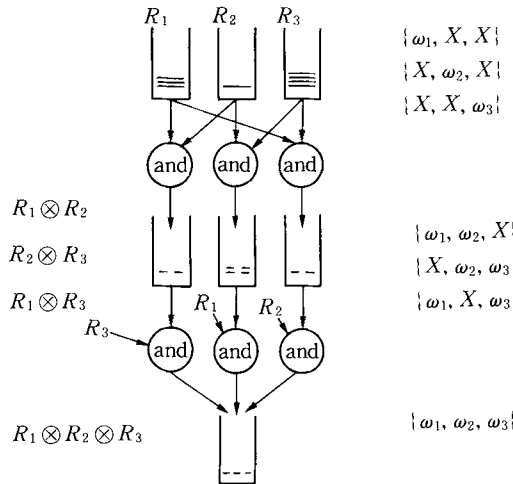 R₁ R₂ R₃
{ω₁, X, X}
{X, ω₂, X}
{X, X, ω₃}
and and and
R₁ ⊗ R₂
{ω₁, ω₂, X}
R₂ ⊗ R₃
{X, ω₂, ω₃
R₁ ⊗ R₃
{ω₁, X, ω₃
R₃ R₁ R₂
and and and
R₁ ⊗ R₂ ⊗ R₃
{ω₁, ω₂, ω₃}